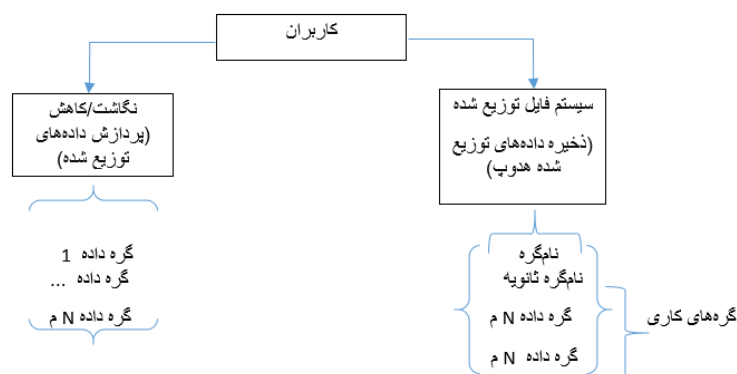 کاربران
سیستم فایل توزیع شده
(ذخیره داده‌های توزیع
شده هدوپ)
نگاشت/کاهش
(پردازش داده‌های
توزیع شده)
نام‌گره
نام‌گره ثانویه
گره داده N م
گره داده N م
گره‌های کاری
گره داده 1
گره داده ...
گره داده N م